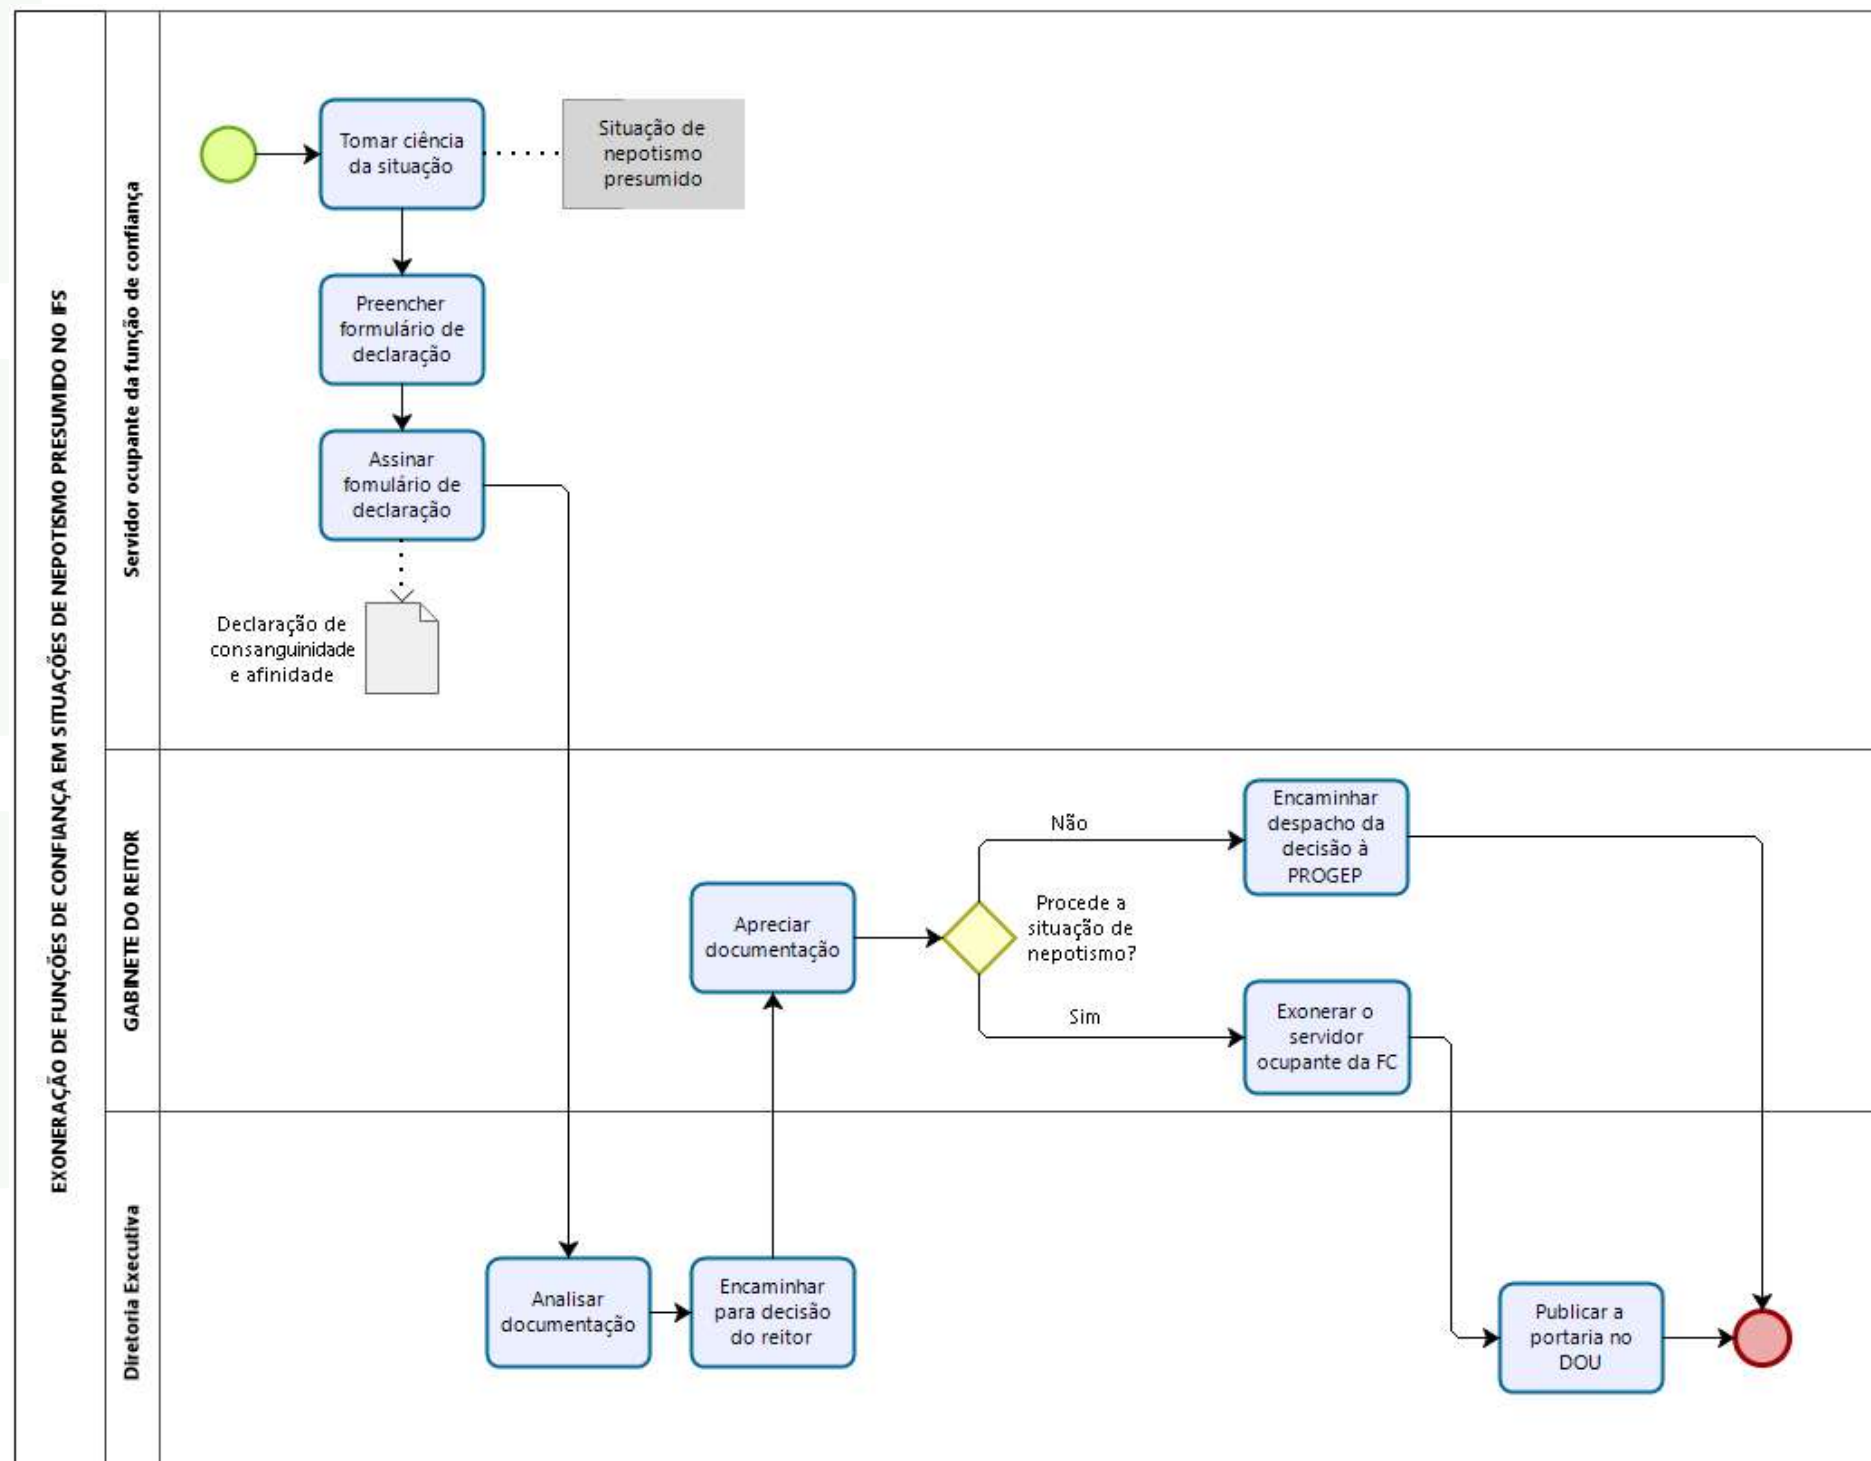 EXONERAÇÃO DE FUNÇÕES DE CONFIANÇA EM SITUAÇÕES DE NEPOTISMO PRESUMIDO NO IFS
Servidor ocupante da função de confiança
Tomar ciência
da situação
Situação de
nepotismo
presumido
Preencher
formulário de
declaração
Assinar
fomulário de
declaração
Declaração de
consanguinidade
e afinidade
GABINETE DO REITOR
Apreciar
documentação
Procede a
situação de
nepotismo?
Não
Encaminhar
despacho da
decisão à
PROGEP
Sim
Exonerar o
servidor
ocupante da FC
Diretoria Executiva
Analisar
documentação
Encaminhar
para decisão
do reitor
Publicar a
portaria no
DOU